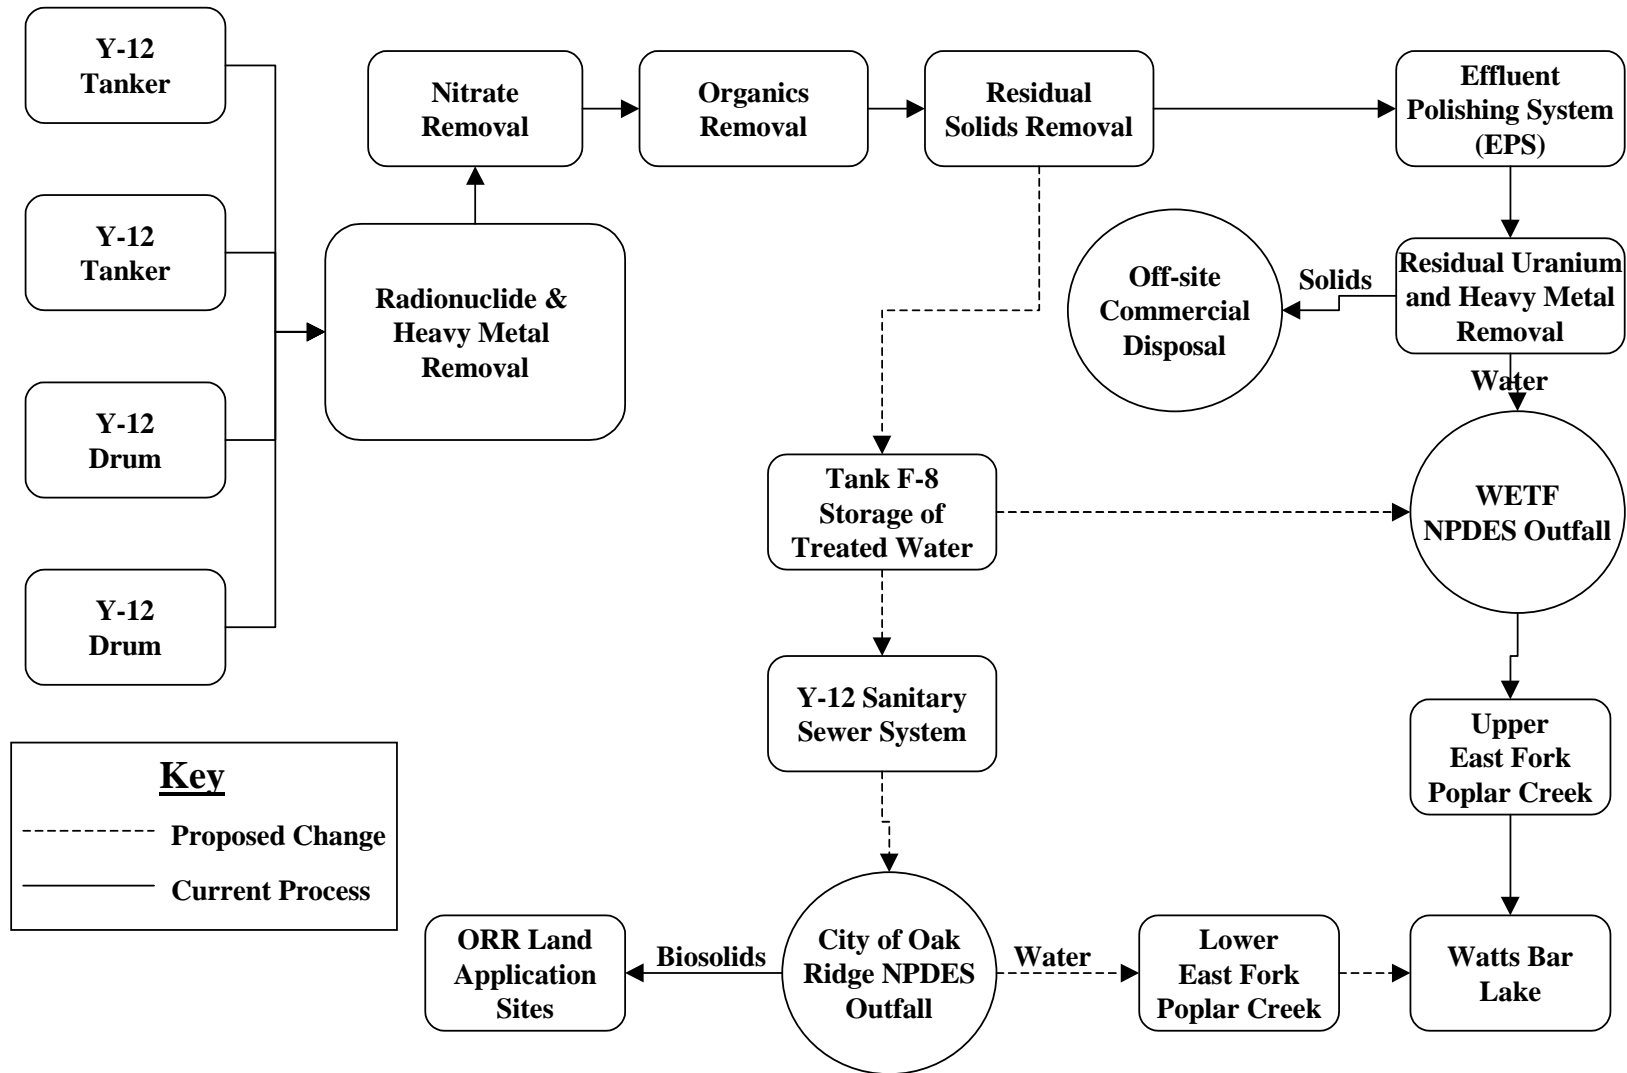 Y-12
Tanker
Y-12
Tanker
Y-12
Drum
Y-12
Drum
Radionuclide &
Heavy Metal
Removal
Nitrate
Removal
Organics
Removal
Residual
Solids Removal
Effluent
Polishing System
(EPS)
Residual Uranium
and Heavy Metal
Removal
Solids
Off-site
Commercial
Disposal
Water
WETF
NPDES Outfall
Tank F-8
Storage of
Treated Water
Y-12 Sanitary
Sewer System
Upper
East Fork
Poplar Creek
Key
Proposed Change
Current Process
ORR Land
Application
Sites
Biosolids
City of Oak
Ridge NPDES
Outfall
Water
Lower
East Fork
Poplar Creek
Watts Bar
Lake